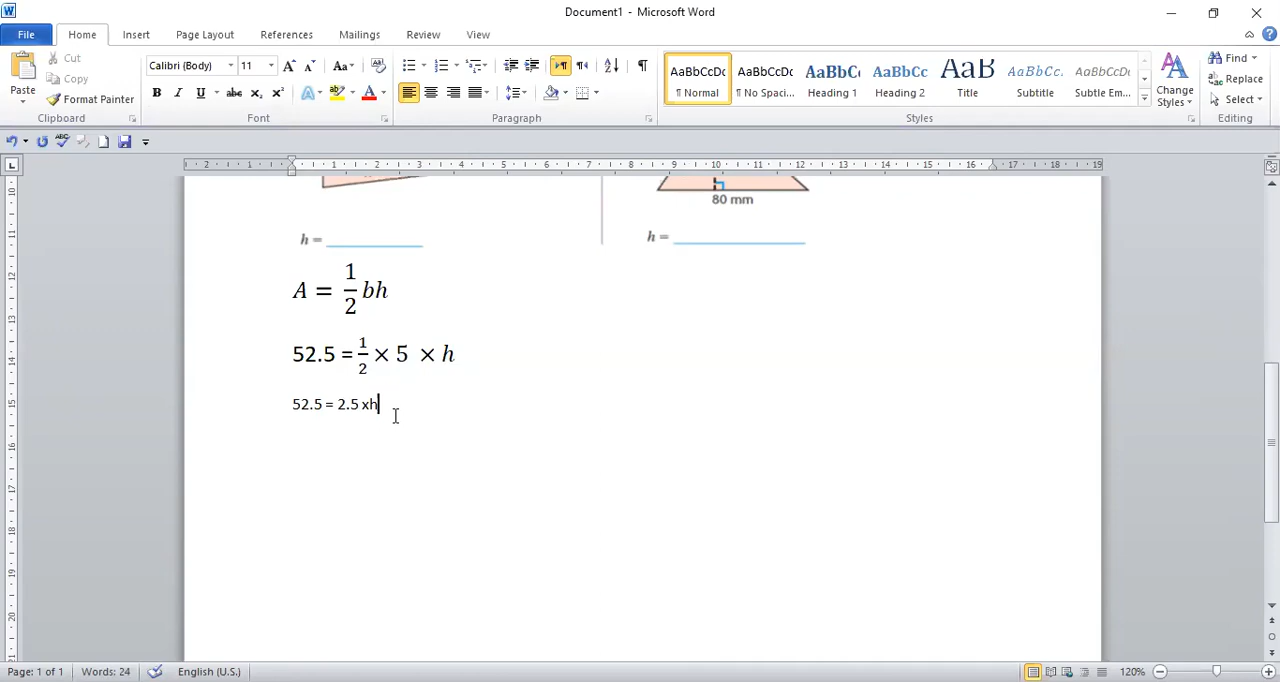 Document1 - Microsoft Word
File Home Insert Page Layout References Mailings Review View
Paste
Cut
Copy
Format Painter
Clipboard
Calibri (Body) 11
Font
Paragraph
AaBbCcDc AaBbCcDc AaBbCc AaBbCc AaB AaBbCc. AaBbCcDc
¶ Normal ¶ No Spaci... Heading 1 Heading 2 Title Subtitle Subtle Em...
Change Styles
Styles
Find
Replace
Select
Editing
80 mm
h = ______ h = ______
A = 1/2 bh
52.5 = 1/2 × 5 × h
52.5 = 2.5 xh
Page: 1 of 1 Words: 24 English (U.S.) 120%